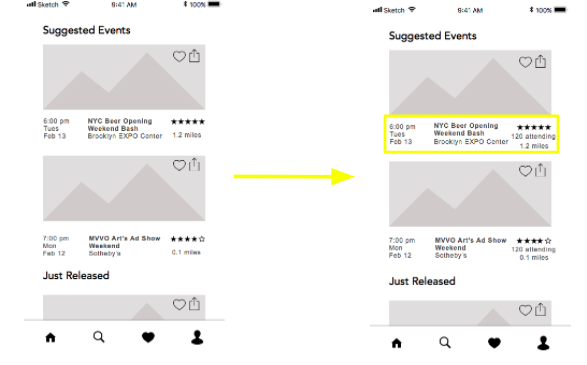 Sketch 9:41 AM 100%
Suggested Events
6:00 pm NYC Beer Opening ★★★★★
Tues Weekend Bash
Feb 13 Brooklyn EXPO Center 1.2 miles
7:00 pm MVVO Art's Ad Show ★★★★☆
Mon Weekend
Feb 12 Sotheby's 0.1 miles
Just Released
Sketch 9:41 AM 100%
Suggested Events
6:00 pm NYC Beer Opening ★★★★★
Tues Weekend Bash 120 attending
Feb 13 Brooklyn EXPO Center 1.2 miles
7:00 pm MVVO Art's Ad Show ★★★★☆
Mon Weekend 120 attending
Feb 12 Sotheby's 0.1 miles
Just Released